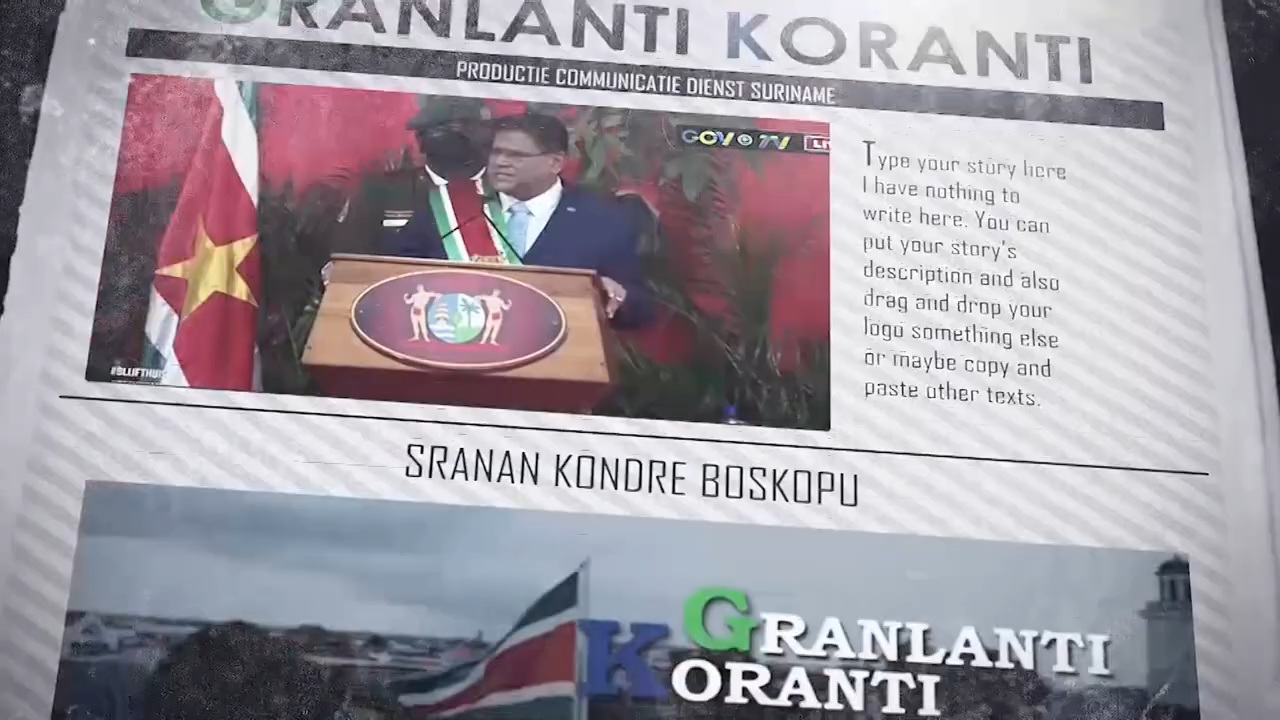 GRANLANTI KORANTI
PRODUCTIE COMMUNICATIE DIENST SURINAME
GOV TV LI
Type your story here
I have nothing to
write here. You can
put your story's
description and also
drag and drop your
logo something else
or maybe copy and
paste other texts.
#BLIJFTHUIS
SRANAN KONDRE BOSKOPU
GRANLANTI
KORANTI